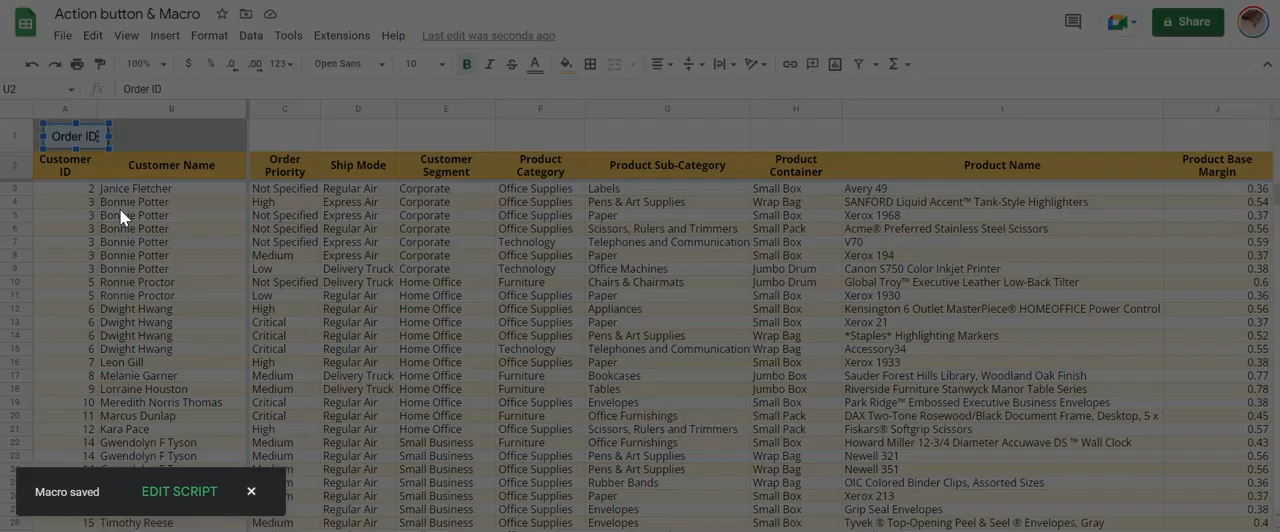 Action button & Macro
File Edit View Insert Format Data Tools Extensions Help Last edit was seconds ago
Share
100% $ % .0 .00 123 Open Sans 10 B I S A
U2 fx Order ID
A B C D E F G H I J
1 Order ID
2 Customer ID Customer Name Order Priority Ship Mode Customer Segment Product Category Product Sub-Category Product Container Product Name Product Base Margin
3 2 Janice Fletcher Not Specified Regular Air Corporate Office Supplies Labels Small Box Avery 49 0.36
4 3 Bonnie Potter High Express Air Corporate Office Supplies Pens & Art Supplies Wrap Bag SANFORD Liquid Accent™ Tank-Style Highlighters 0.54
5 3 Bonnie Potter Not Specified Express Air Corporate Office Supplies Paper Small Box Xerox 1968 0.37
6 3 Bonnie Potter Not Specified Regular Air Corporate Office Supplies Scissors, Rulers and Trimmers Small Pack Acme® Preferred Stainless Steel Scissors 0.56
7 3 Bonnie Potter Not Specified Express Air Corporate Technology Telephones and Communication Small Box V70 0.59
8 3 Bonnie Potter Medium Express Air Corporate Office Supplies Paper Small Box Xerox 194 0.38
9 3 Bonnie Potter Low Delivery Truck Corporate Technology Office Machines Jumbo Drum Canon S750 Color Inkjet Printer 0.38
10 5 Ronnie Proctor Not Specified Delivery Truck Home Office Furniture Chairs & Chairmats Jumbo Drum Global Troy™ Executive Leather Low-Back Tilter 0.6
11 5 Ronnie Proctor Low Regular Air Home Office Office Supplies Paper Small Box Xerox 1930 0.36
12 6 Dwight Hwang High Regular Air Home Office Office Supplies Appliances Small Box Kensington 6 Outlet MasterPiece® HOMEOFFICE Power Control 0.56
13 6 Dwight Hwang Critical Regular Air Home Office Office Supplies Paper Small Box Xerox 21 0.37
14 6 Dwight Hwang Critical Regular Air Home Office Office Supplies Pens & Art Supplies Wrap Bag *Staples* Highlighting Markers 0.52
15 6 Dwight Hwang Critical Regular Air Home Office Technology Telephones and Communication Wrap Bag Accessory34 0.55
16 7 Leon Gill High Regular Air Home Office Office Supplies Paper Small Box Xerox 1933 0.38
17 8 Melanie Garner Medium Delivery Truck Home Office Furniture Bookcases Jumbo Box Sauder Forest Hills Library, Woodland Oak Finish 0.77
18 9 Lorraine Houston Medium Delivery Truck Home Office Furniture Tables Jumbo Box Riverside Furniture Stanwyck Manor Table Series 0.78
19 10 Meredith Norris Thomas Critical Regular Air Home Office Office Supplies Envelopes Small Box Park Ridge™ Embossed Executive Business Envelopes 0.38
20 11 Marcus Dunlap Critical Regular Air Home Office Furniture Office Furnishings Small Pack DAX Two-Tone Rosewood/Black Document Frame, Desktop, 5 x 0.45
21 12 Kara Pace High Regular Air Home Office Office Supplies Scissors, Rulers and Trimmers Small Pack Fiskars® Softgrip Scissors 0.57
22 14 Gwendolyn F Tyson Medium Regular Air Small Business Furniture Office Furnishings Small Box Howard Miller 12-3/4 Diameter Accuwave DS ™ Wall Clock 0.43
23 14 Gwendolyn F Tyson Medium Regular Air Small Business Office Supplies Pens & Art Supplies Wrap Bag Newell 321 0.56
Regular Air Small Business Office Supplies Pens & Art Supplies Wrap Bag Newell 351 0.56
Regular Air Small Business Office Supplies Rubber Bands Wrap Bag OIC Colored Binder Clips, Assorted Sizes 0.36
Regular Air Small Business Office Supplies Paper Small Box Xerox 213 0.37
Regular Air Small Business Office Supplies Envelopes Small Box Grip Seal Envelopes 0.38
28 15 Timothy Reese Medium Regular Air Small Business Office Supplies Envelopes Small Box Tyvek ® Top-Opening Peel & Seel ® Envelopes, Gray 0.4
Macro saved EDIT SCRIPT ×